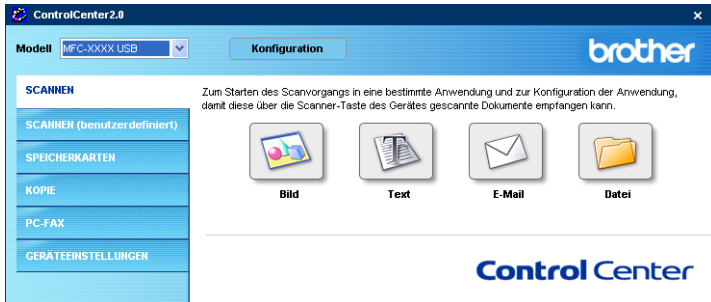 ControlCenter2.0
Modell MFC-XXXX USB Konfiguration brother
SCANNEN
Zum Starten des Scanvorgangs in eine bestimmte Anwendung und zur Konfiguration der Anwendung,
damit diese über die Scanner-Taste des Gerätes gescannte Dokumente empfangen kann.
SCANNEN (benutzerdefiniert)
SPEICHERKARTEN
KOPIE
PC-FAX
GERÄTEEINSTELLUNGEN
Bild Text E-Mail Datei
Control Center